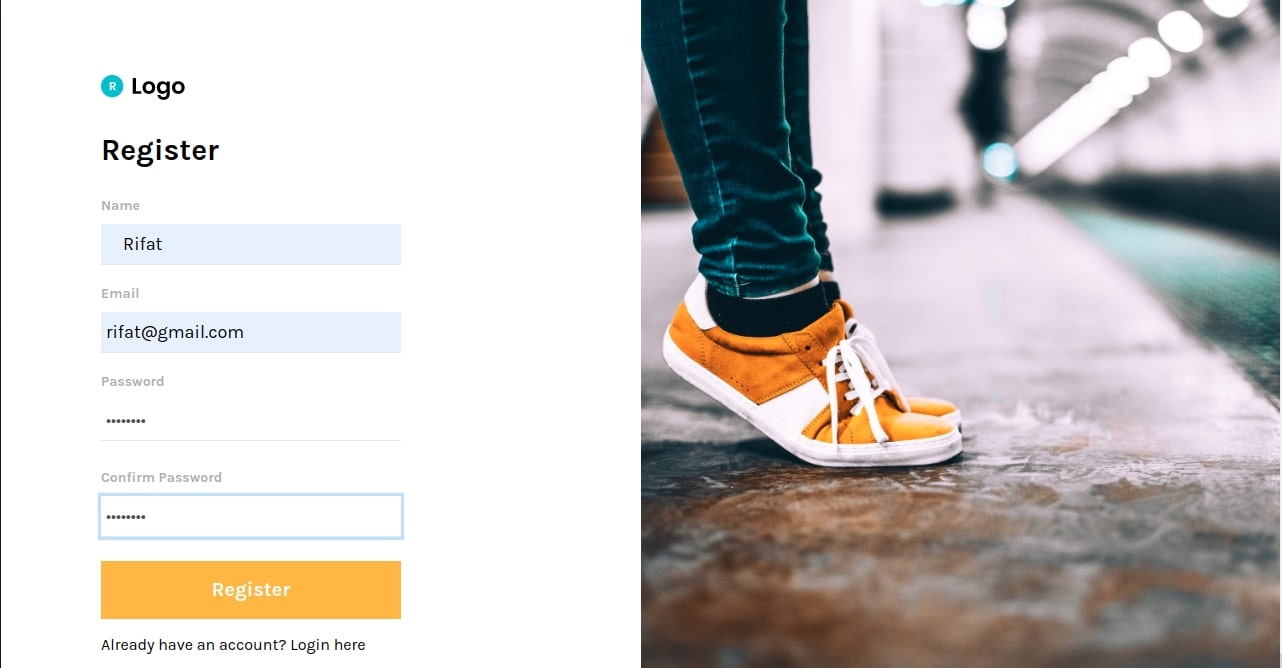 R Logo
Register
Name
Rifat
Email
rifat@gmail.com
Password
••••••••
Confirm Password
••••••••
Register
Already have an account? Login here